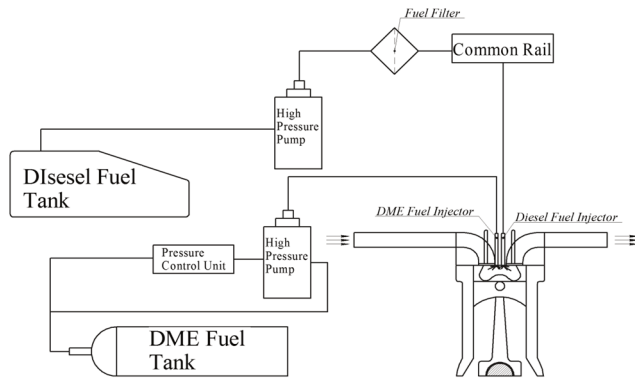 Fuel Filter
Common Rail
High
Pressure
Pump
DIsesel Fuel
Tank
DME Fuel Injector
Diesel Fuel Injector
High
Pressure
Pump
Pressure
Control Unit
DME Fuel
Tank